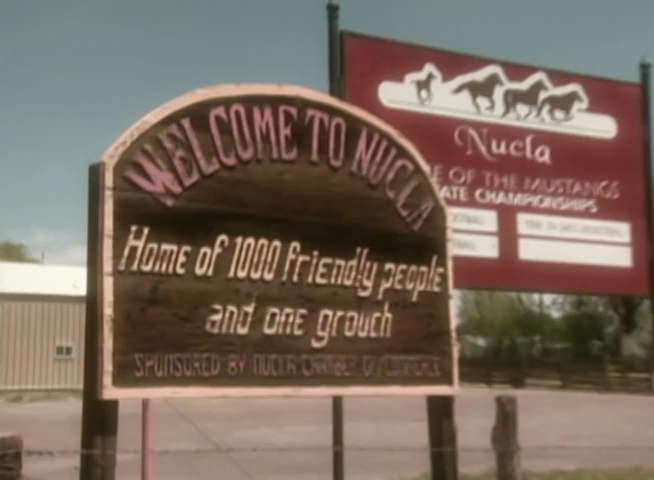 WELCOME TO NUCLA
Home of 1000 friendly people
and one grouch
SPONSORED BY NUCLA CHAMBER OF COMMERCE
Nucla
E OF THE MUSTANGS
ATE CHAMPIONSHIPS